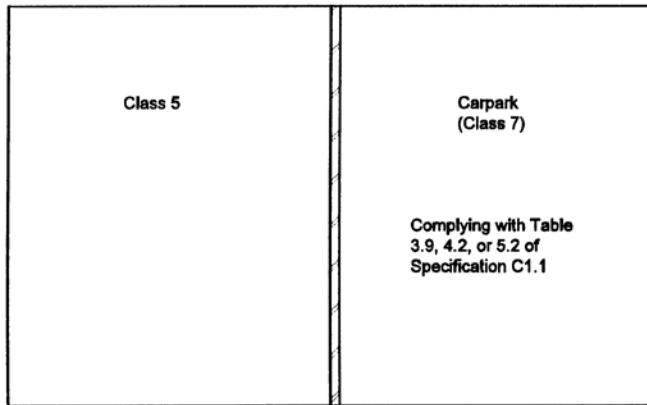 Class 5
Carpark
(Class 7)
Complying with Table
3.9, 4.2, or 5.2 of
Specification C1.1